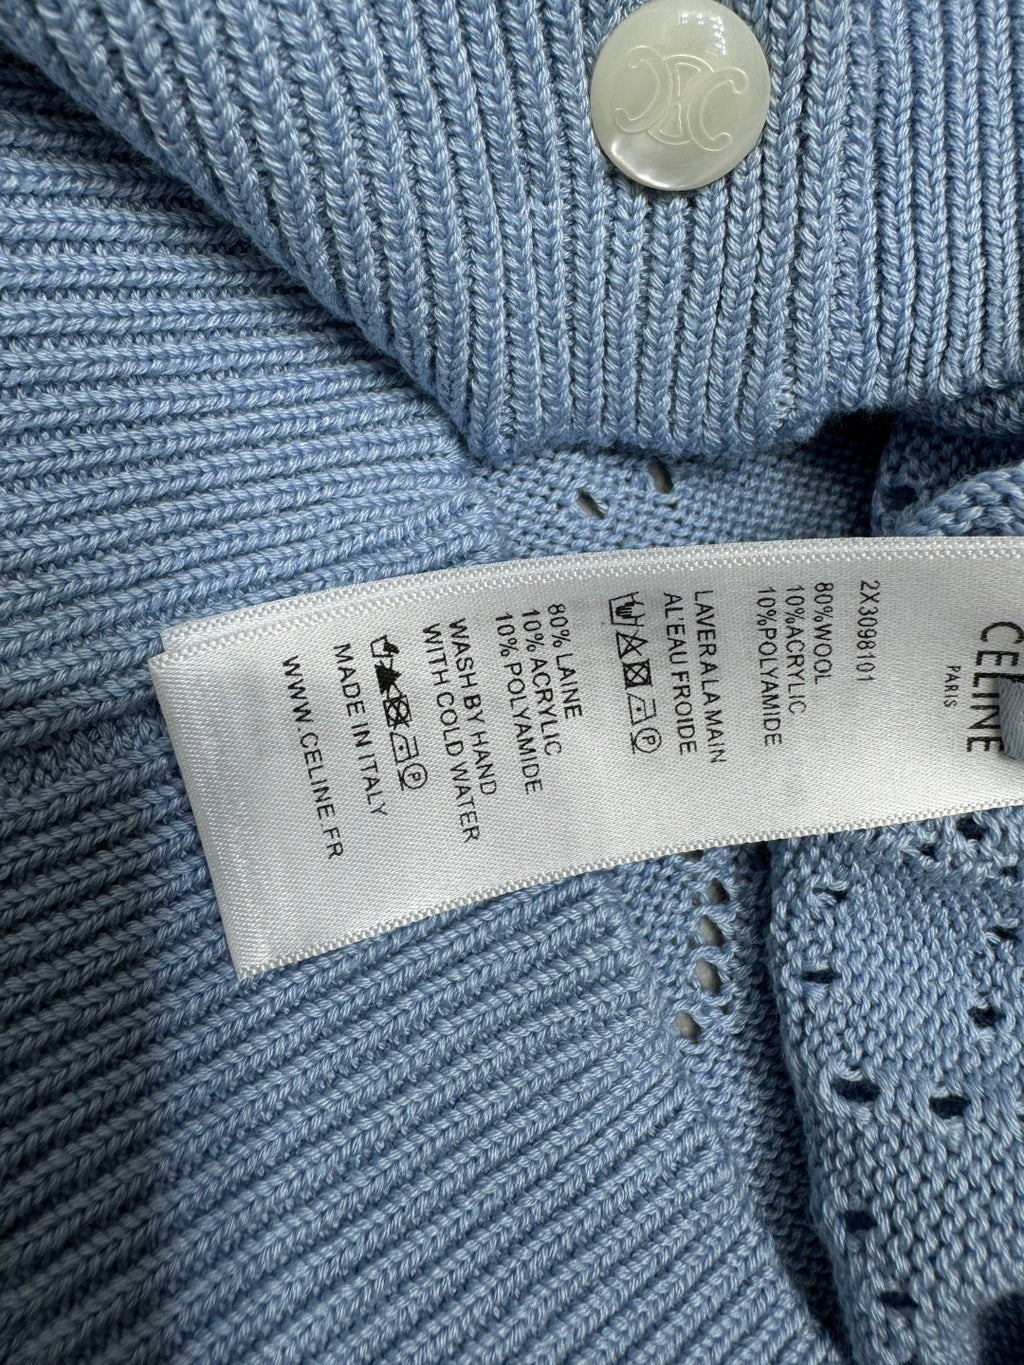 CELINE
PARIS
2X3098101
80%WOOL
10%ACRYLIC
10%POLYAMIDE
LAVER A LA MAIN
AL'EAU FROIDE
P
80% LAINE
10% ACRYLIC
10% POLYAMIDE
WASH BY HAND
WITH COLD WATER
P
MADE IN ITALY
WWW.CELINE.FR